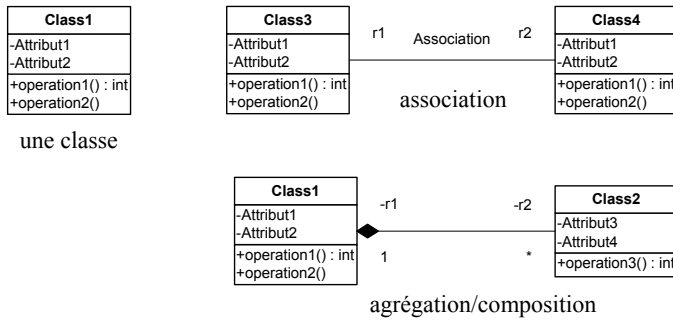 Class1
-Attribut1
-Attribut2
+operation1() : int
+operation2()
une classe
Class3
-Attribut1
-Attribut2
+operation1() : int
+operation2()
r1
Association
r2
association
Class4
-Attribut1
-Attribut2
+operation1() : int
+operation2()
Class1
-Attribut1
-Attribut2
+operation1() : int
+operation2()
-r1
-r2
1
*
Class2
-Attribut3
-Attribut4
+operation3() : int
agrégation/composition